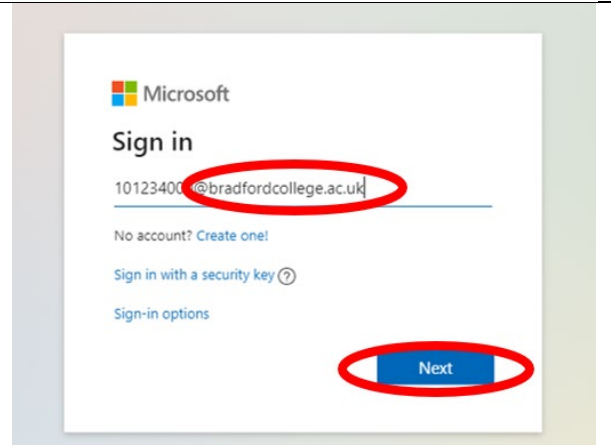 Microsoft
Sign in
@bradfordcollege.ac.uk
No account? Create one!
Sign in with a security key
Sign-in options
Next